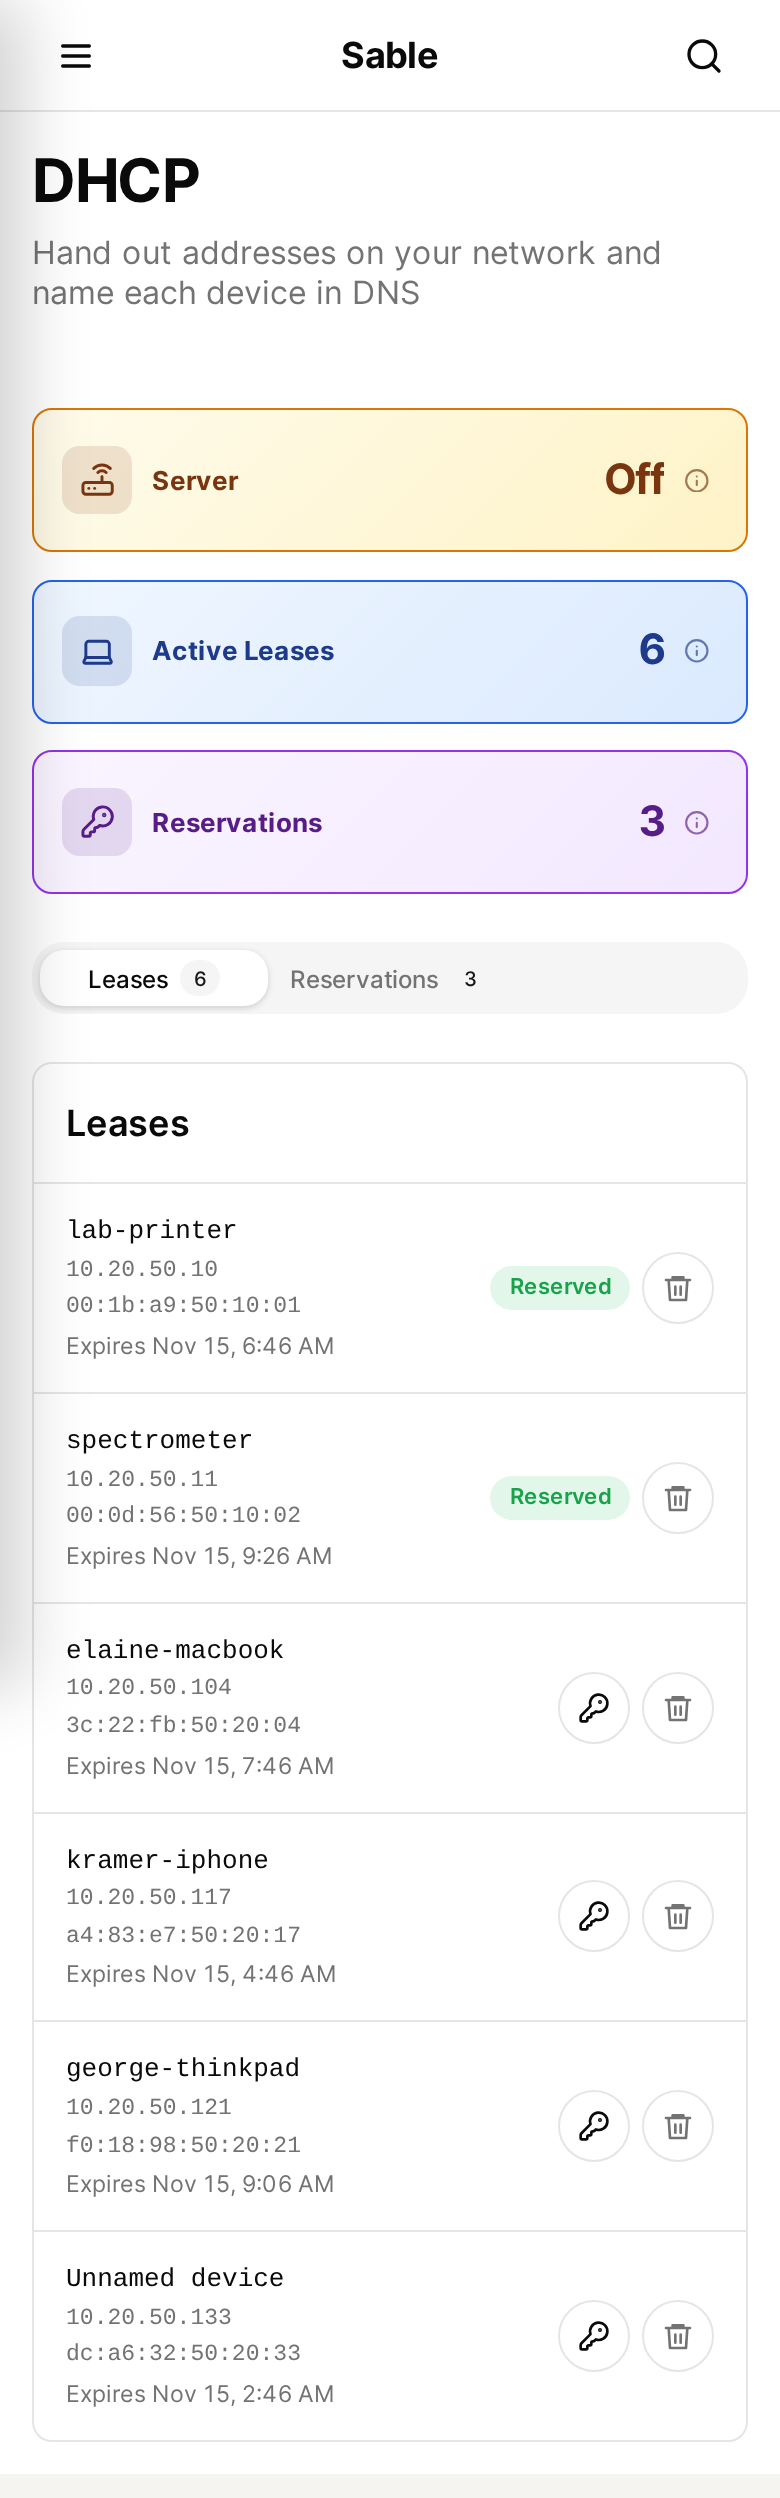 Sable
DHCP
Hand out addresses on your network and
name each device in DNS
Server
Off
Active Leases
6
Reservations
3
Leases 6
Reservations 3
Leases
lab-printer
10.20.50.10
00:1b:a9:50:10:01
Expires Nov 15, 6:46 AM
Reserved
spectrometer
10.20.50.11
00:0d:56:50:10:02
Expires Nov 15, 9:26 AM
Reserved
elaine-macbook
10.20.50.104
3c:22:fb:50:20:04
Expires Nov 15, 7:46 AM
kramer-iphone
10.20.50.117
a4:83:e7:50:20:17
Expires Nov 15, 4:46 AM
george-thinkpad
10.20.50.121
f0:18:98:50:20:21
Expires Nov 15, 9:06 AM
Unnamed device
10.20.50.133
dc:a6:32:50:20:33
Expires Nov 15, 2:46 AM